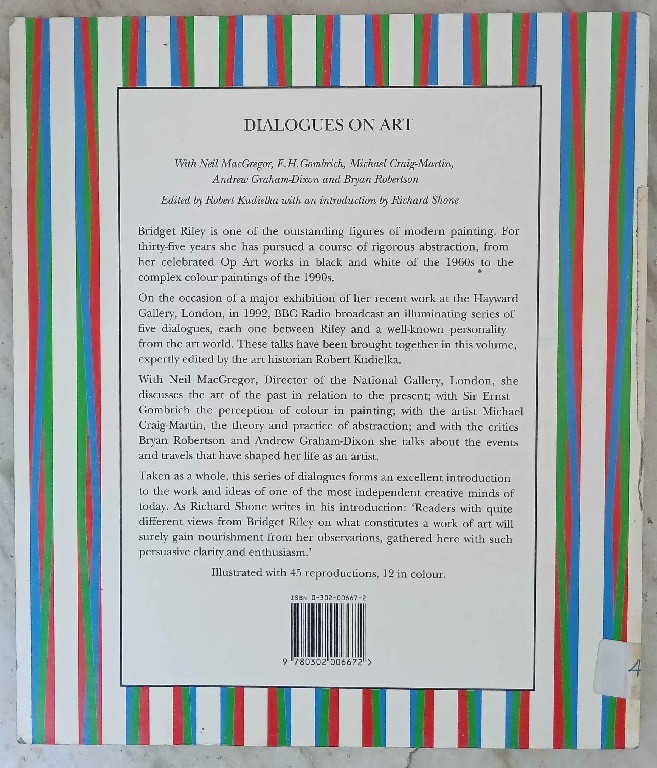 DIALOGUES ON ART
With Neil MacGregor, E. H. Gombrich, Michael Craig-Martin,
Andrew Graham-Dixon and Bryan Robertson
Edited by Robert Kudielka with an introduction by Richard Shone
Bridget Riley is one of the outstanding figures of modern painting. For
thirty-five years she has pursued a course of rigorous abstraction, from
her celebrated Op Art works in black and white of the 1960s to the
complex colour paintings of the 1990s.
On the occasion of a major exhibition of her recent work at the Hayward
Gallery, London, in 1992, BBC Radio broadcast an illuminating series of
five dialogues, each one between Riley and a well-known personality
from the art world. These talks have been brought together in this volume,
expertly edited by the art historian Robert Kudielka.
With Neil MacGregor, Director of the National Gallery, London, she
discusses the art of the past in relation to the present; with Sir Ernst
Gombrich the perception of colour in painting; with the artist Michael
Craig-Martin, the theory and practice of abstraction; and with the critics
Bryan Robertson and Andrew Graham-Dixon she talks about the events
and travels that have shaped her life as an artist.
Taken as a whole, this series of dialogues forms an excellent introduction
to the work and ideas of one of the most independent creative minds of
today. As Richard Shone writes in his introduction: 'Readers with quite
different views from Bridget Riley on what constitutes a work of art will
surely gain nourishment from her observations, gathered here with such
persuasive clarity and enthusiasm.'
Illustrated with 45 reproductions, 12 in colour.
ISBN 0-302-00667-2
9 780302 006672 >
4